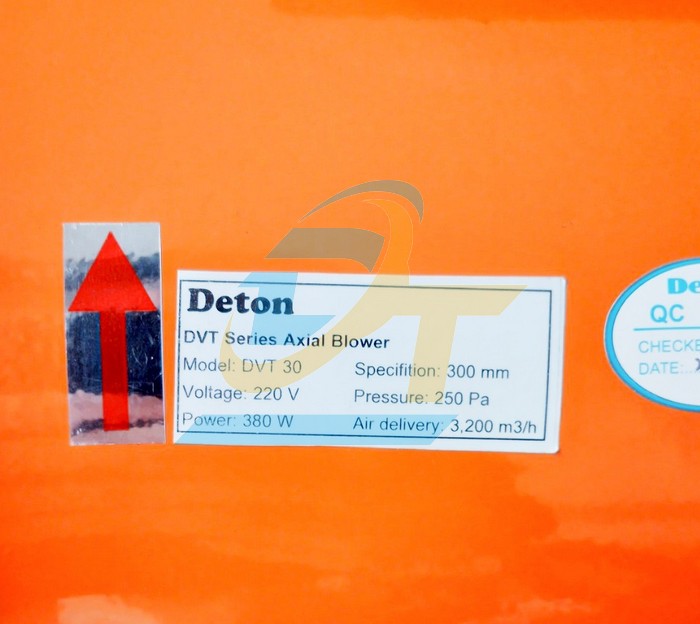 Deton
DVT Series Axial Blower
Model: DVT 30
Specifition: 300 mm
Voltage: 220 V
Pressure: 250 Pa
Power: 380 W
Air delivery: 3,200 m3/h
De
QC
CHECKE
DATE:...